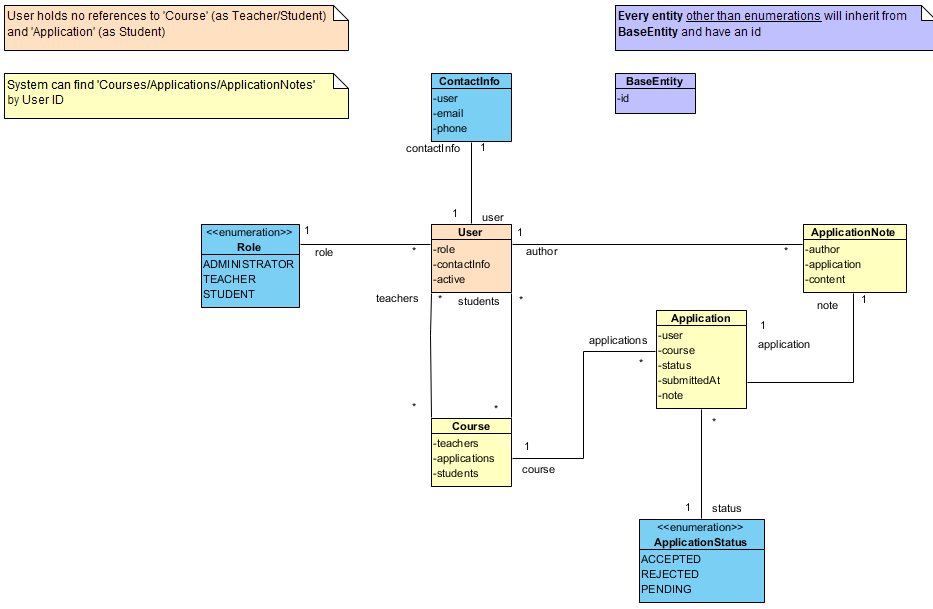 User holds no references to 'Course' (as Teacher/Student)
and 'Application' (as Student)
Every entity other than enumerations will inherit from
BaseEntity and have an id
System can find 'Courses/Applications/ApplicationNotes'
by User ID
ContactInfo
-user
-email
-phone
BaseEntity
-id
contactInfo
1
1
user
<<enumeration>>
Role
ADMINISTRATOR
TEACHER
STUDENT
1
role
*
User
-role
-contactInfo
-active
1
author
*
ApplicationNote
-author
-application
-content
teachers
*
students
*
note
1
Application
-user
-course
-status
-submittedAt
-note
1
application
applications
*
*
*
*
Course
-teachers
-applications
-students
1
course
1
status
<<enumeration>>
ApplicationStatus
ACCEPTED
REJECTED
PENDING